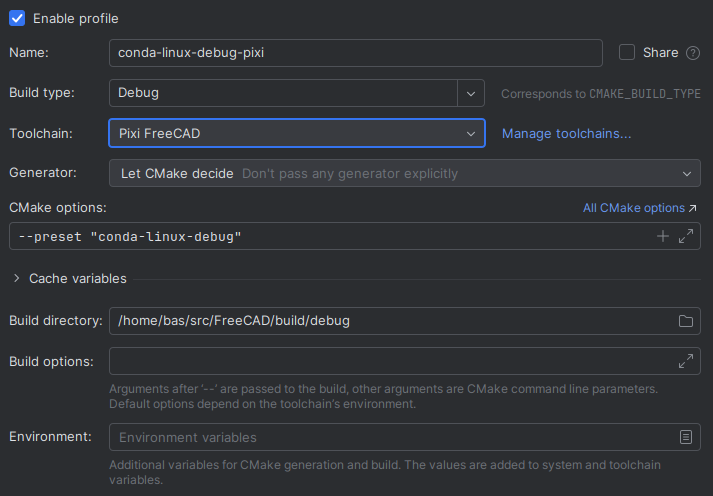 Enable profile
Name: conda-linux-debug-pixi Share ?
Build type: Debug Corresponds to CMAKE_BUILD_TYPE
Toolchain: Pixi FreeCAD Manage toolchains...
Generator: Let CMake decide Don't pass any generator explicitly
CMake options: All CMake options ↗
--preset "conda-linux-debug"
Cache variables
Build directory: /home/bas/src/FreeCAD/build/debug
Build options:
Arguments after '--' are passed to the build, other arguments are CMake command line parameters.
Default options depend on the toolchain's environment.
Environment: Environment variables
Additional variables for CMake generation and build. The values are added to system and toolchain
variables.